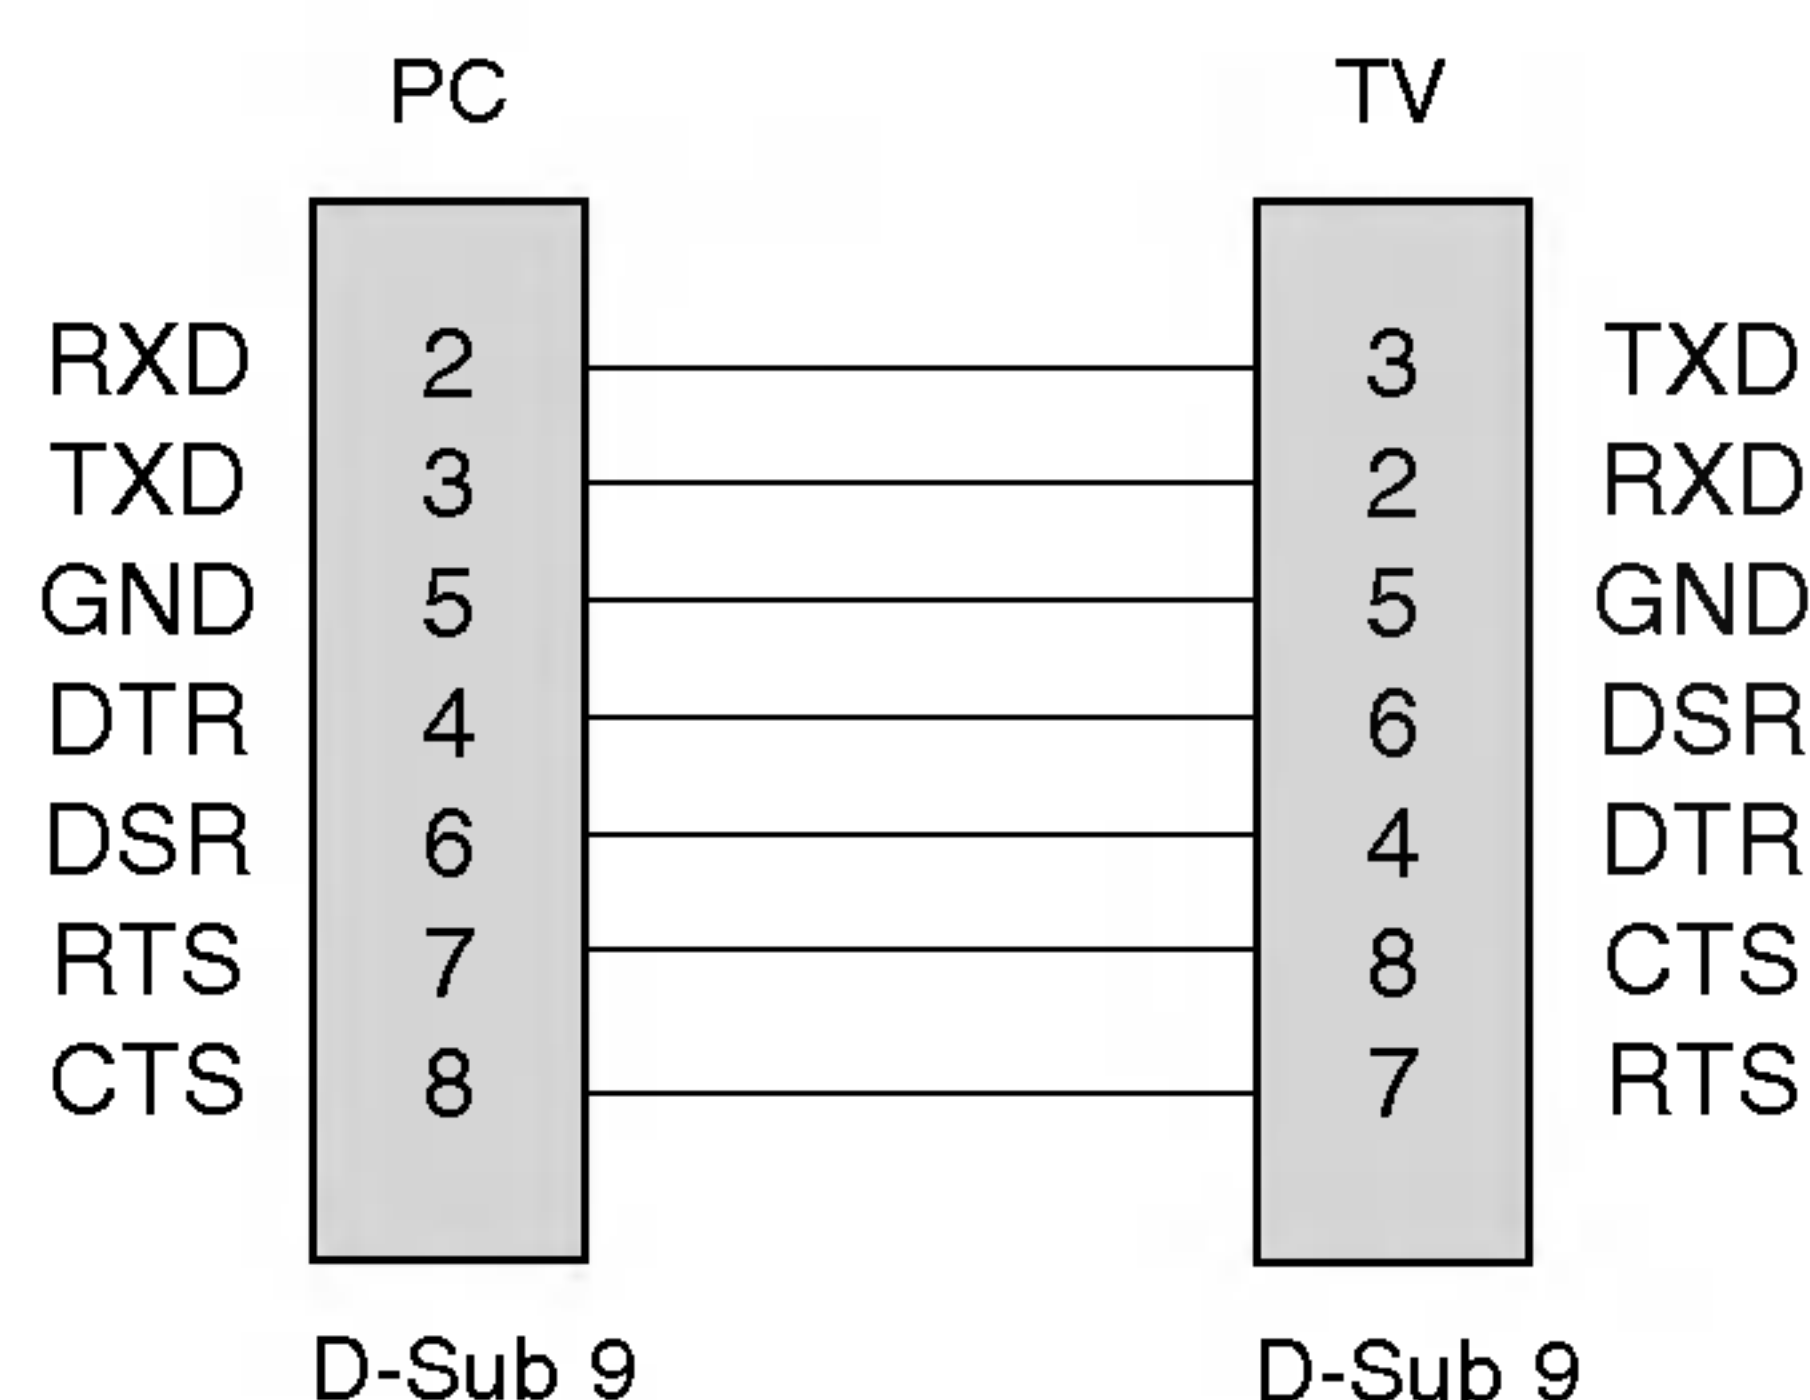 PC TV
RXD 2 3 TXD
TXD 3 2 RXD
GND 5 5 GND
DTR 4 6 DSR
DSR 6 4 DTR
RTS 7 8 CTS
CTS 8 7 RTS
D-Sub 9 D-Sub 9